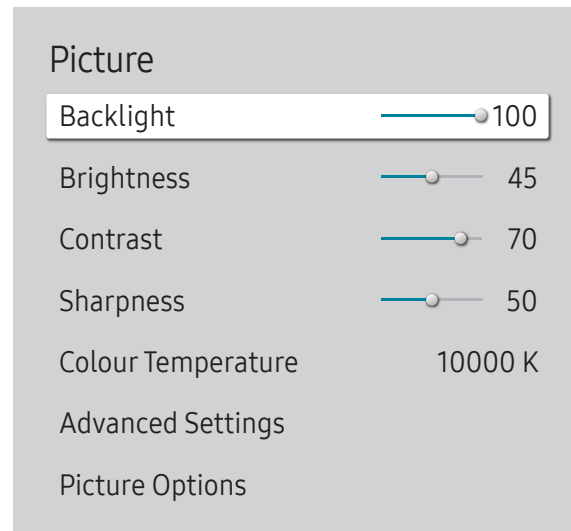 Picture
Backlight 100
Brightness 45
Contrast 70
Sharpness 50
Colour Temperature 10000 K
Advanced Settings
Picture Options